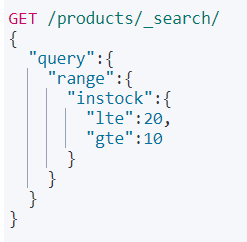 GET /products/_search/
{
  "query":{
    "range":{
      "instock":{
        "lte":20,
        "gte":10
      }
    }
  }
}